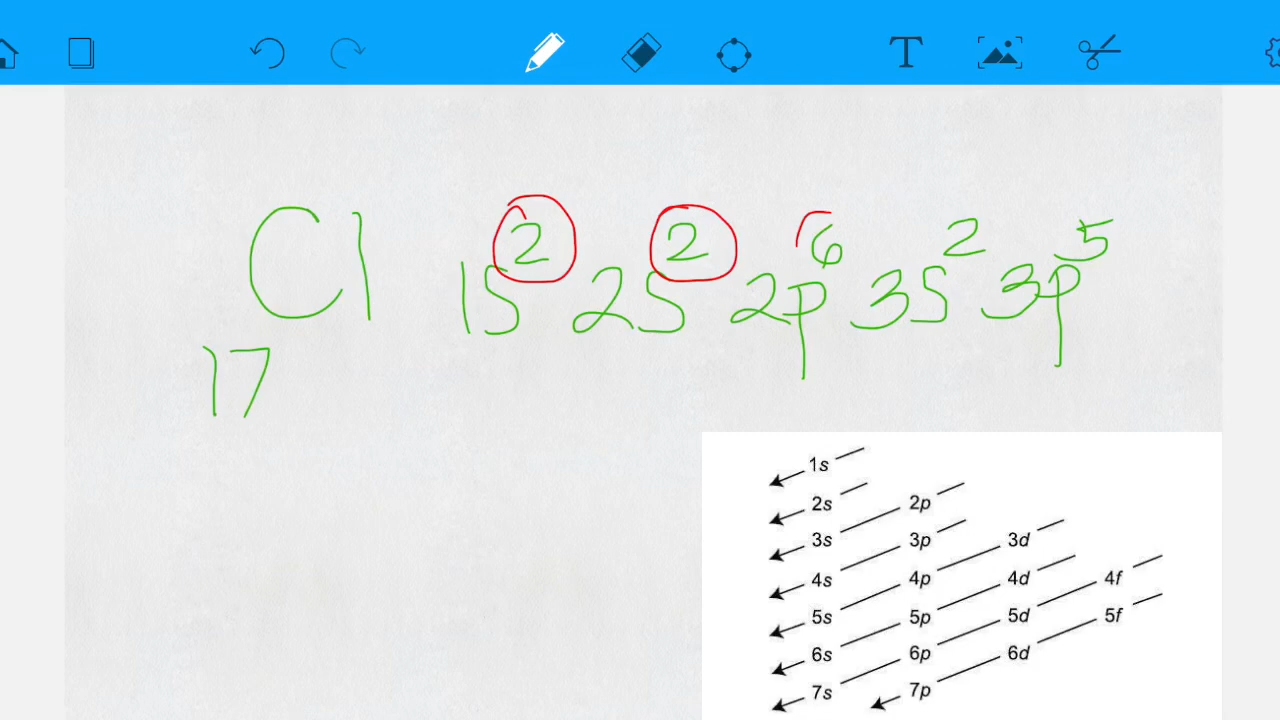 T
Cl 1S² 2S² 2p⁶ 3S² 3p⁵
17
1s
2s 2p
3s 3p 3d
4s 4p 4d 4f
5s 5p 5d 5f
6s 6p 6d
7s 7p